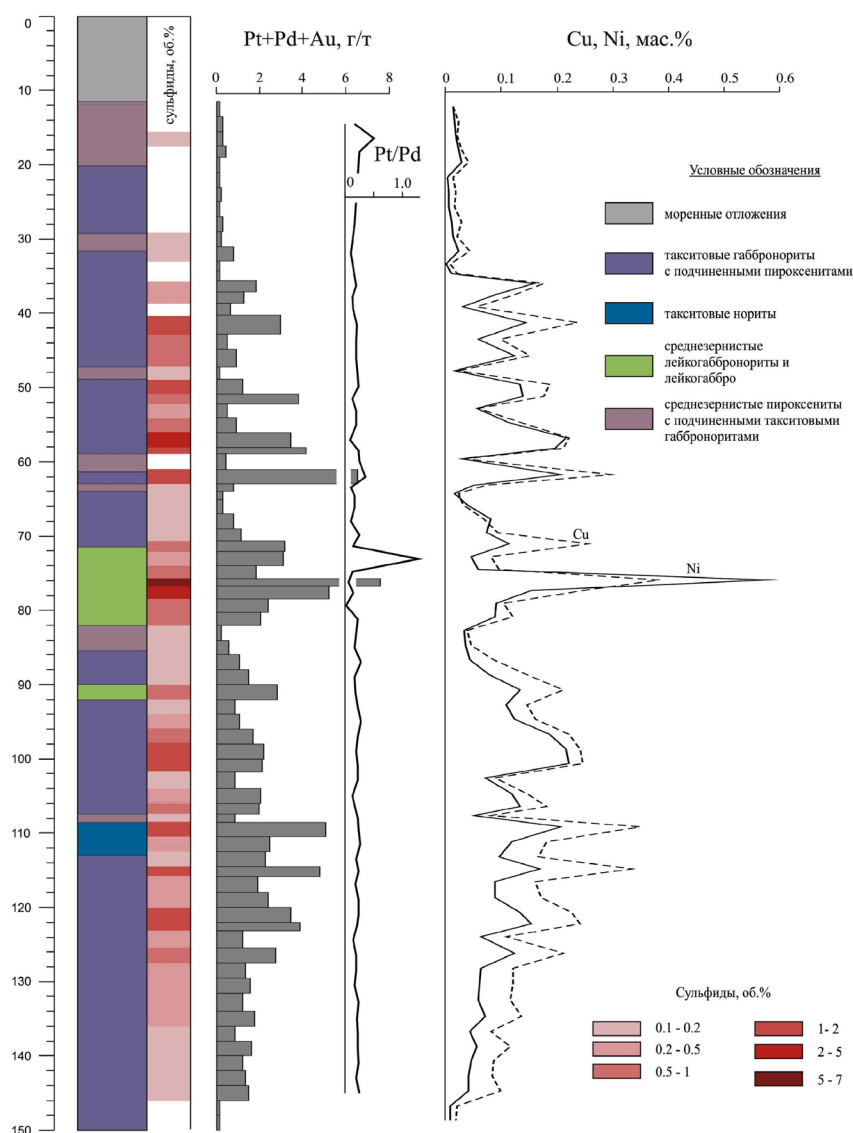 Pt+Pd+Au, г/т
Cu, Ni, мас.%
сульфиды, об.%
0
10
20
30
40
50
60
70
80
90
100
110
120
130
140
150
0 2 4 6 8
0 0.1 0.2 0.3 0.4 0.5 0.6
Pt/Pd
0 1.0
Cu
Ni
Условные обозначения
моренные отложения
такситовые габбронориты
с подчиненными пироксенитами
такситовые нориты
среднезернистые
лейкогаббронориты и
лейкогаббро
среднезернистые пироксениты
с подчиненными такситовыми
габброноритами
Сульфиды, об.%
0.1 - 0.2
0.2 - 0.5
0.5 - 1
1- 2
2 - 5
5 - 7